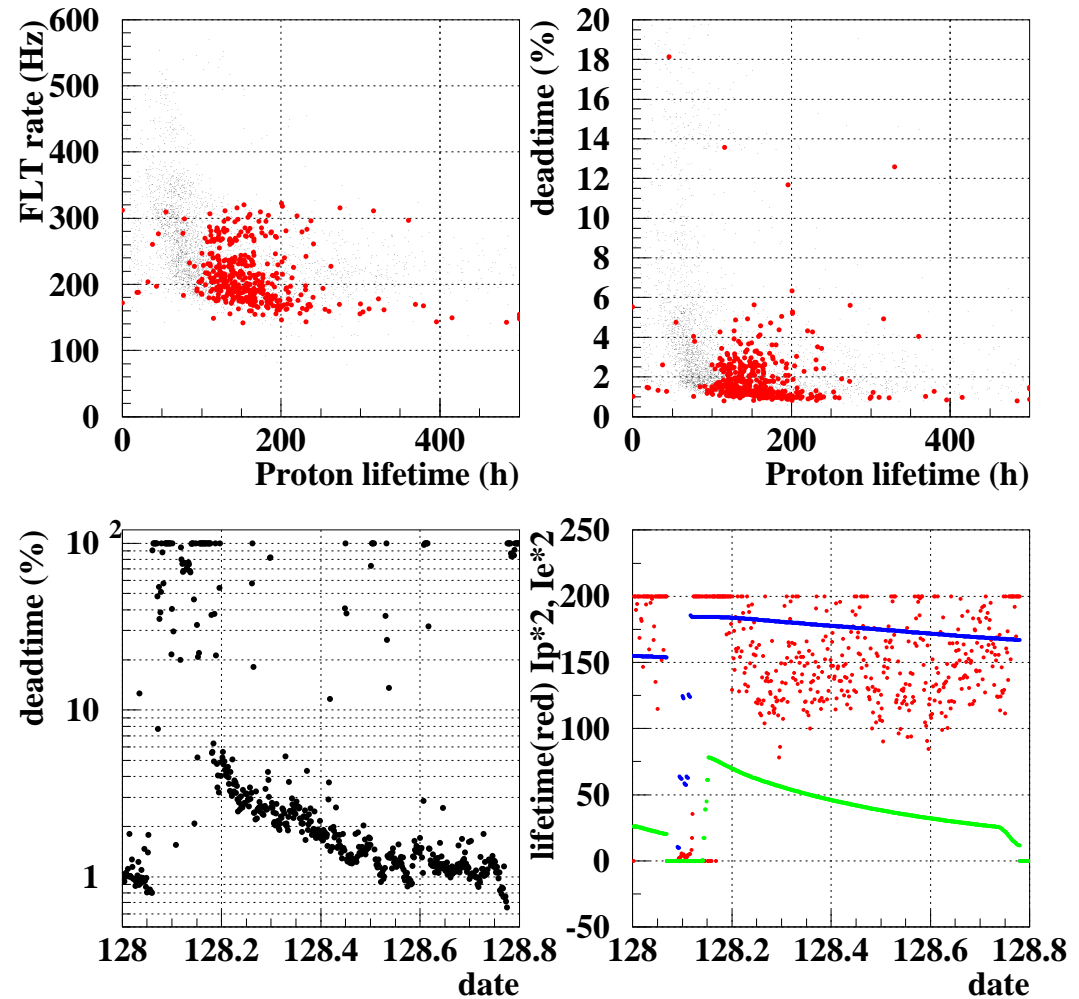 FLT rate (Hz)
600
500
400
300
200
100
0
0 200 400
Proton lifetime (h)
deadtime (%)
20
18
16
14
12
10
8
6
4
2
0
0 200 400
Proton lifetime (h)
deadtime (%)
10 2
10
1
128 128.2 128.4 128.6 128.8
date
lifetime(red) Ip*2, Ie*2
250
200
150
100
50
0
-50
128 128.2 128.4 128.6 128.8
date